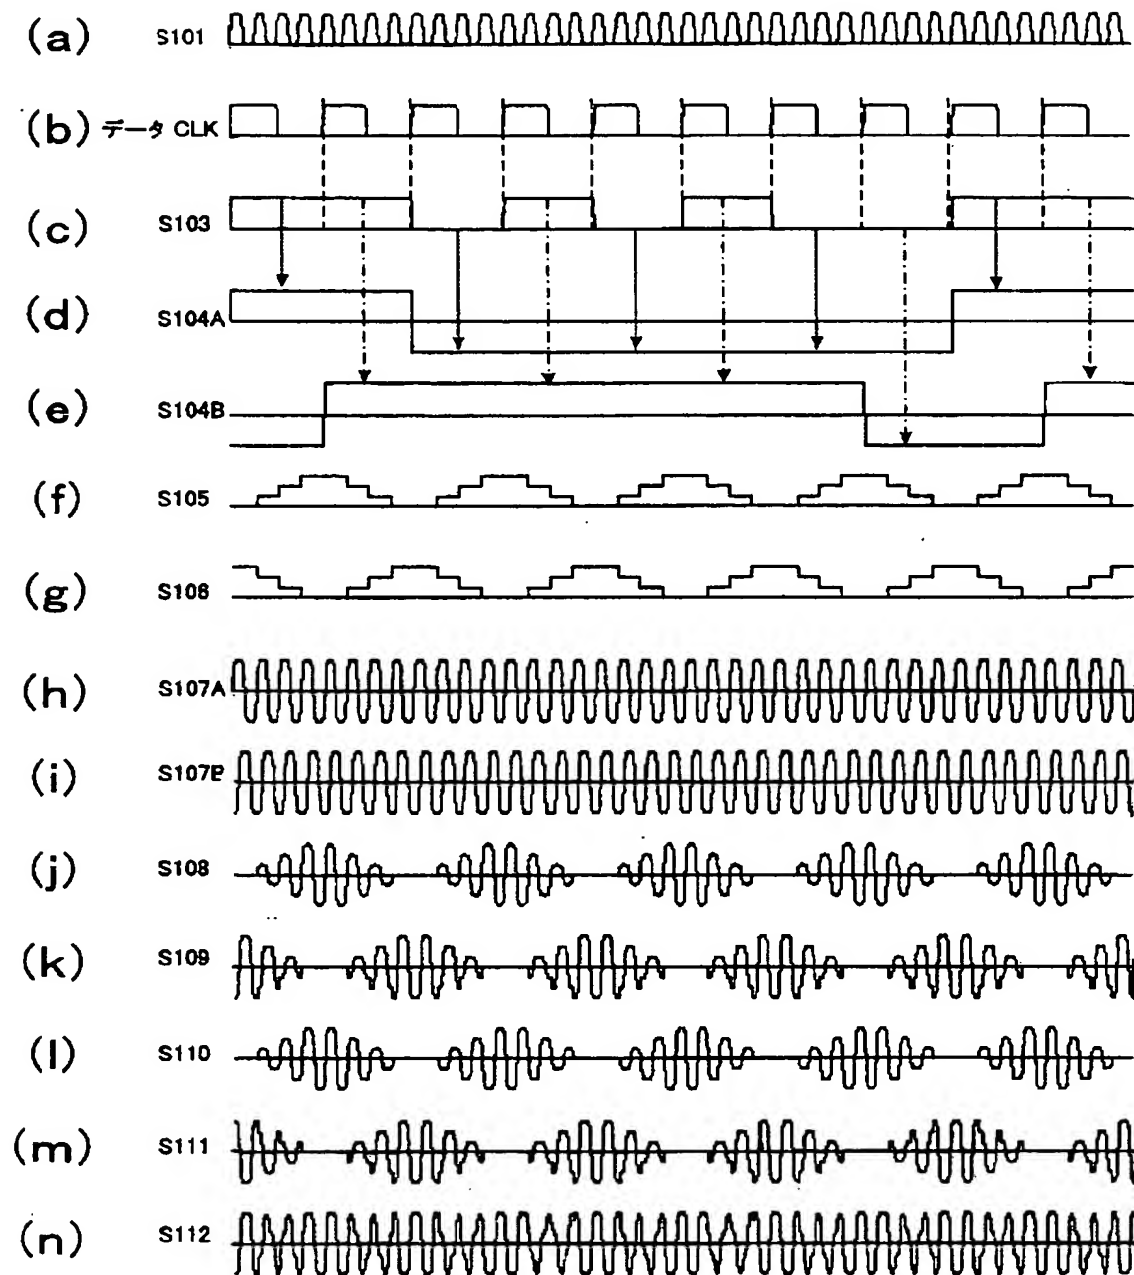 (a) S101
(b) データ CLK
(c) S103
(d) S104A
(e) S104B
(f) S105
(g) S106
(h) S107A
(i) S107B
(j) S108
(k) S109
(l) S110
(m) S111
(n) S112